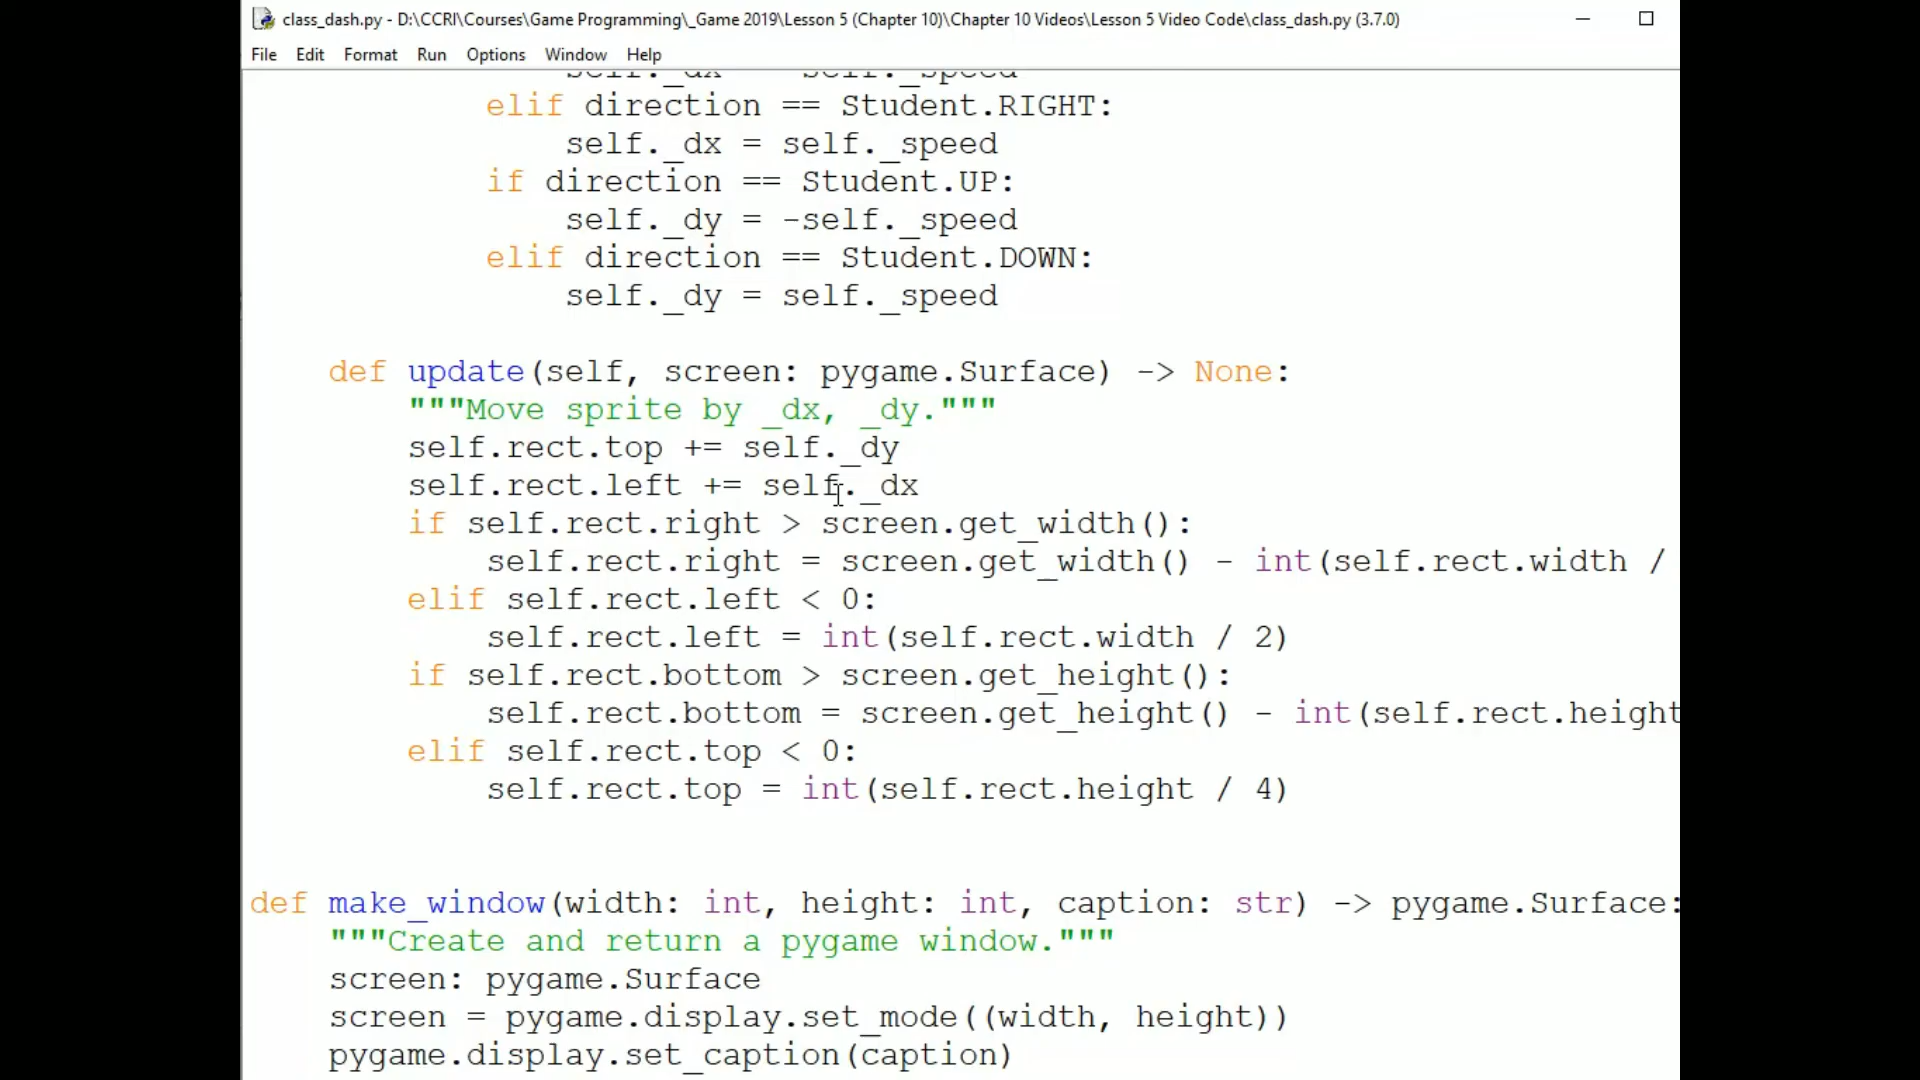 class_dash.py - D:\CCRI\Courses\Game Programming\_Game 2019\Lesson 5 (Chapter 10)\Chapter 10 Videos\Lesson 5 Video Code\class_dash.py (3.7.0)
File Edit Format Run Options Window Help
self._dx self._speed
elif direction == Student.RIGHT:
self._dx = self._speed
if direction == Student.UP:
self._dy = -self._speed
elif direction == Student.DOWN:
self._dy = self._speed
def update(self, screen: pygame.Surface) -> None:
"""Move sprite by _dx, _dy."""
self.rect.top += self._dy
self.rect.left += self._dx
if self.rect.right > screen.get_width():
self.rect.right = screen.get_width() - int(self.rect.width /
elif self.rect.left < 0:
self.rect.left = int(self.rect.width / 2)
if self.rect.bottom > screen.get_height():
self.rect.bottom = screen.get_height() - int(self.rect.height
elif self.rect.top < 0:
self.rect.top = int(self.rect.height / 4)
def make_window(width: int, height: int, caption: str) -> pygame.Surface:
"""Create and return a pygame window."""
screen: pygame.Surface
screen = pygame.display.set_mode((width, height))
pygame.display.set_caption(caption)